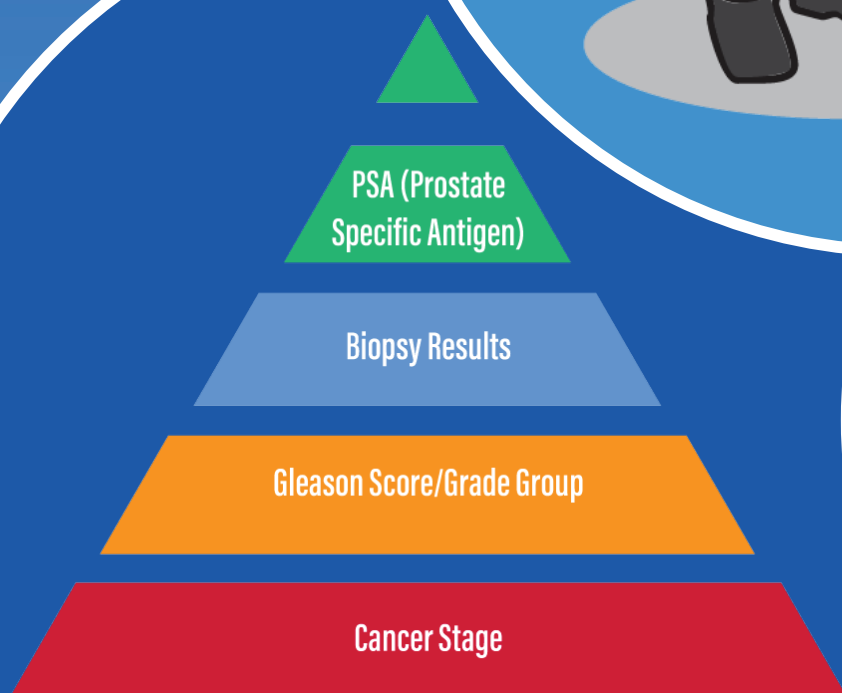 PSA (Prostate
Specific Antigen)
Biopsy Results
Gleason Score/Grade Group
Cancer Stage